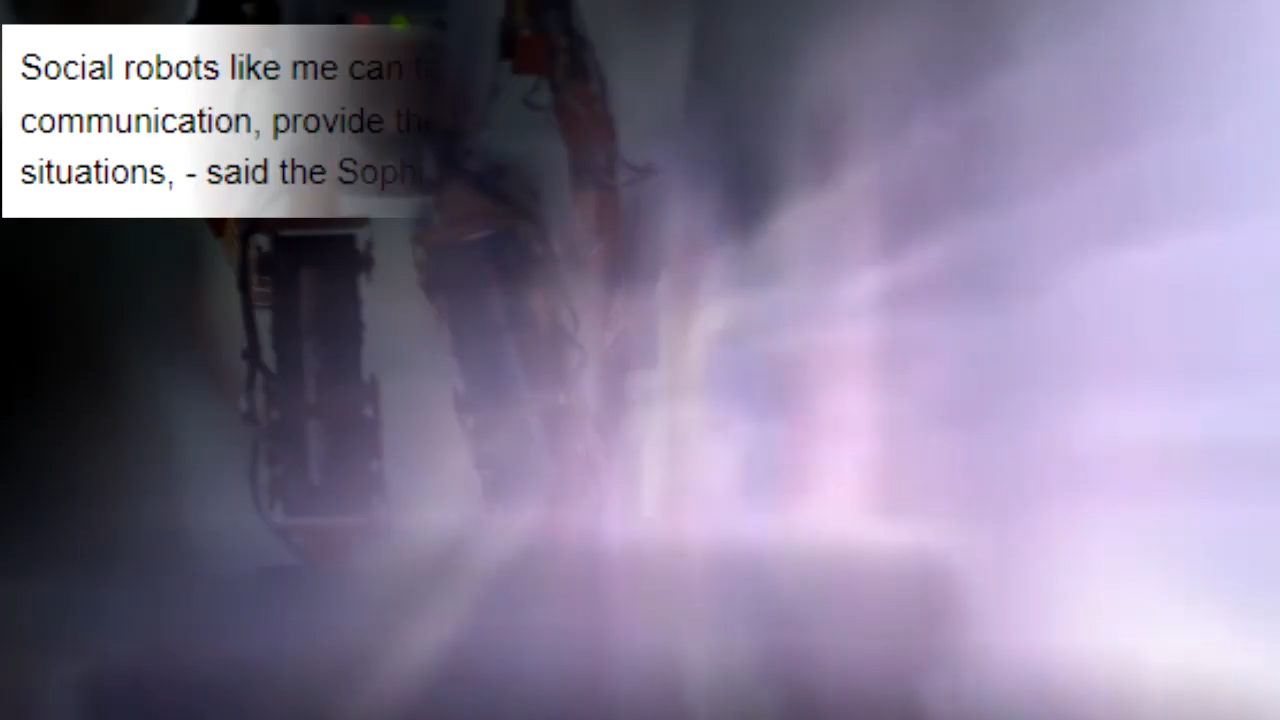 Social robots like me can
communication, provide
situations, - said the